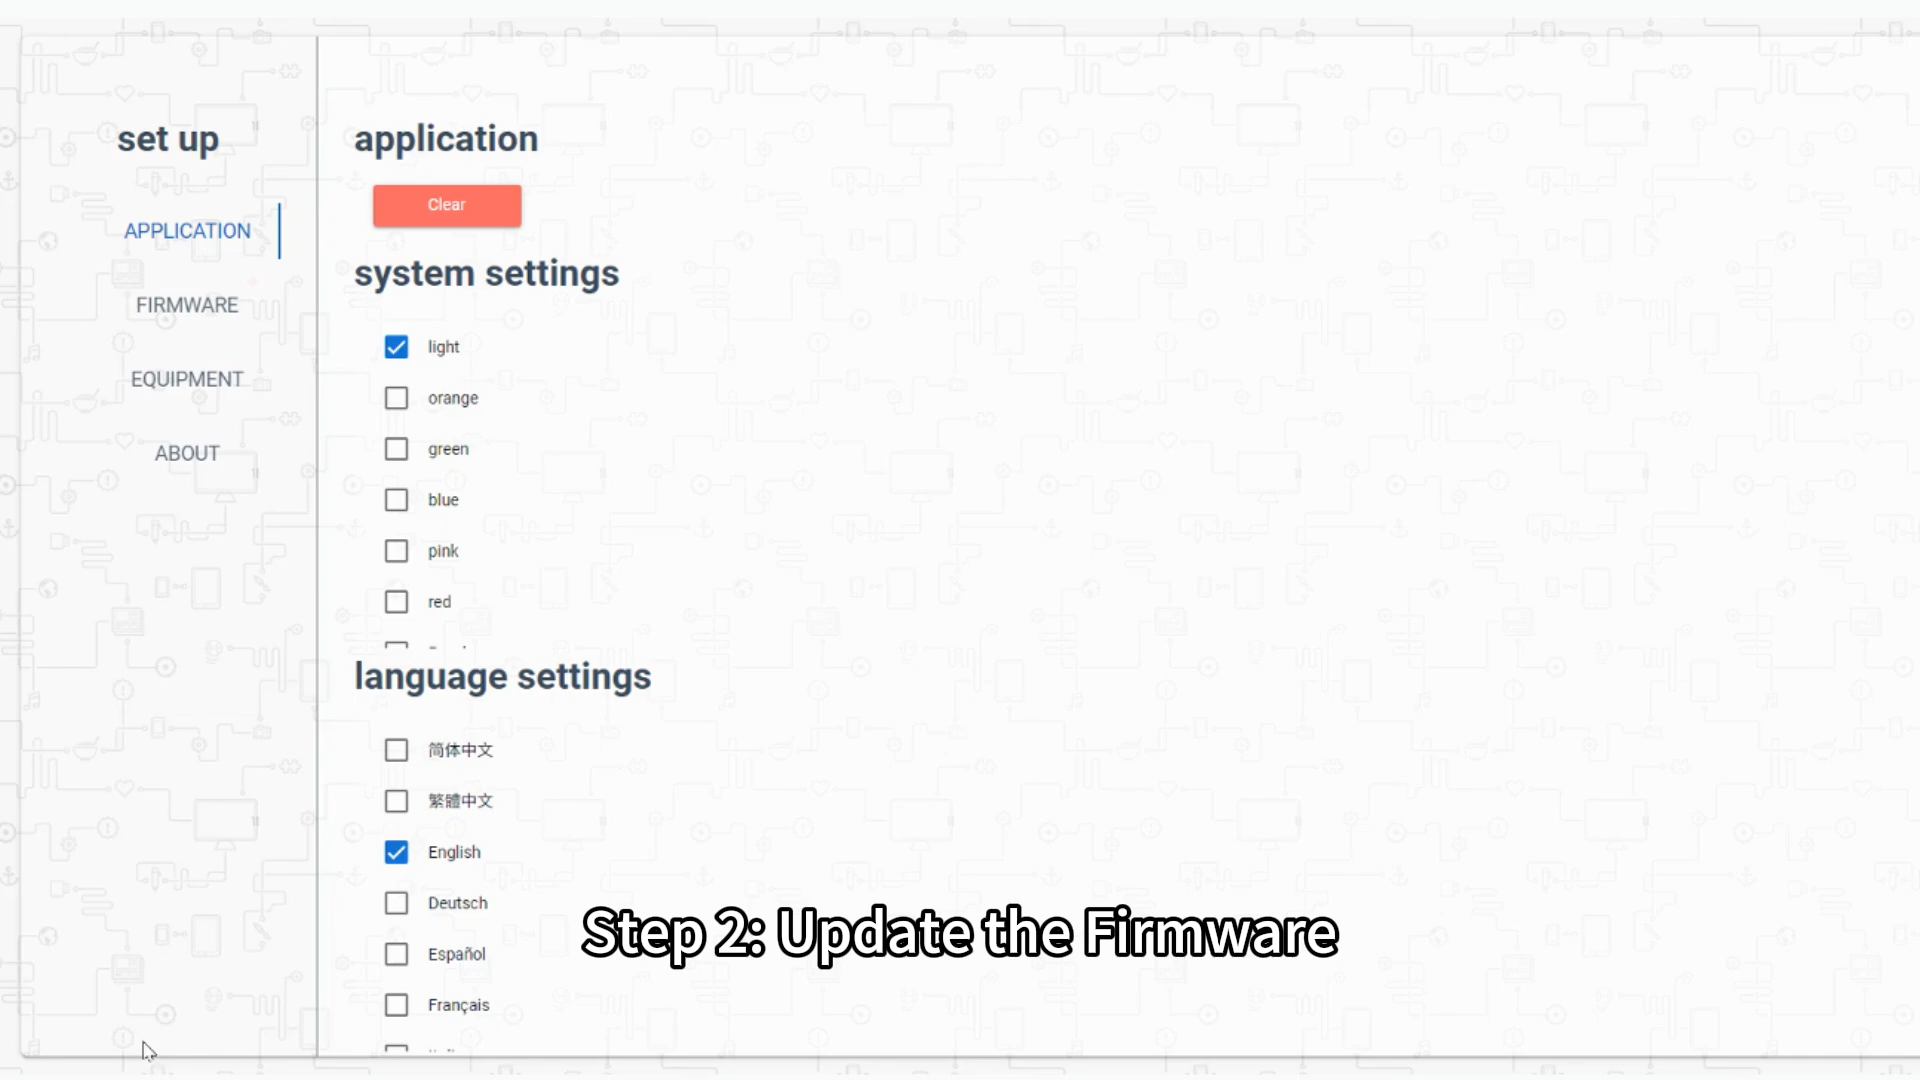 set up
APPLICATION
FIRMWARE
EQUIPMENT
ABOUT
application
Clear
system settings
light
orange
green
blue
pink
red
language settings
简体中文
繁體中文
English
Deutsch
Español
Français
Step 2: Update the Firmware